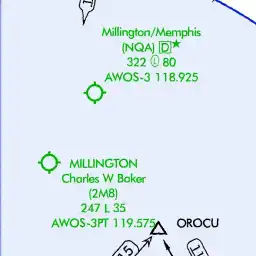 Millington/Memphis
(NQA) D★
322 Ⓛ 80
AWOS-3 118.925
MILLINGTON
Charles W Baker
(2M8)
247 L 35
AWOS-3PT 119.575
OROCU